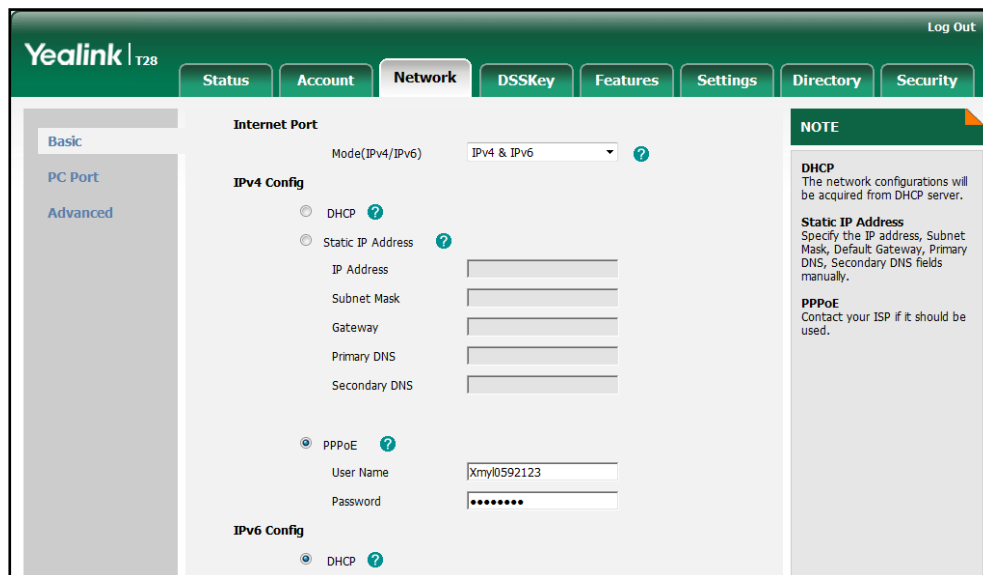 Log Out
Yealink T28
Status Account Network DSSKey Features Settings Directory Security
Basic
PC Port
Advanced
Internet Port
Mode(IPv4/IPv6) IPv4 & IPv6 ?
IPv4 Config
DHCP ?
Static IP Address ?
IP Address
Subnet Mask
Gateway
Primary DNS
Secondary DNS
PPPoE ?
User Name Xmyl0592123
Password ••••••••
IPv6 Config
DHCP ?
NOTE
DHCP
The network configurations will
be acquired from DHCP server.
Static IP Address
Specify the IP address, Subnet
Mask, Default Gateway, Primary
DNS, Secondary DNS fields
manually.
PPPoE
Contact your ISP if it should be
used.